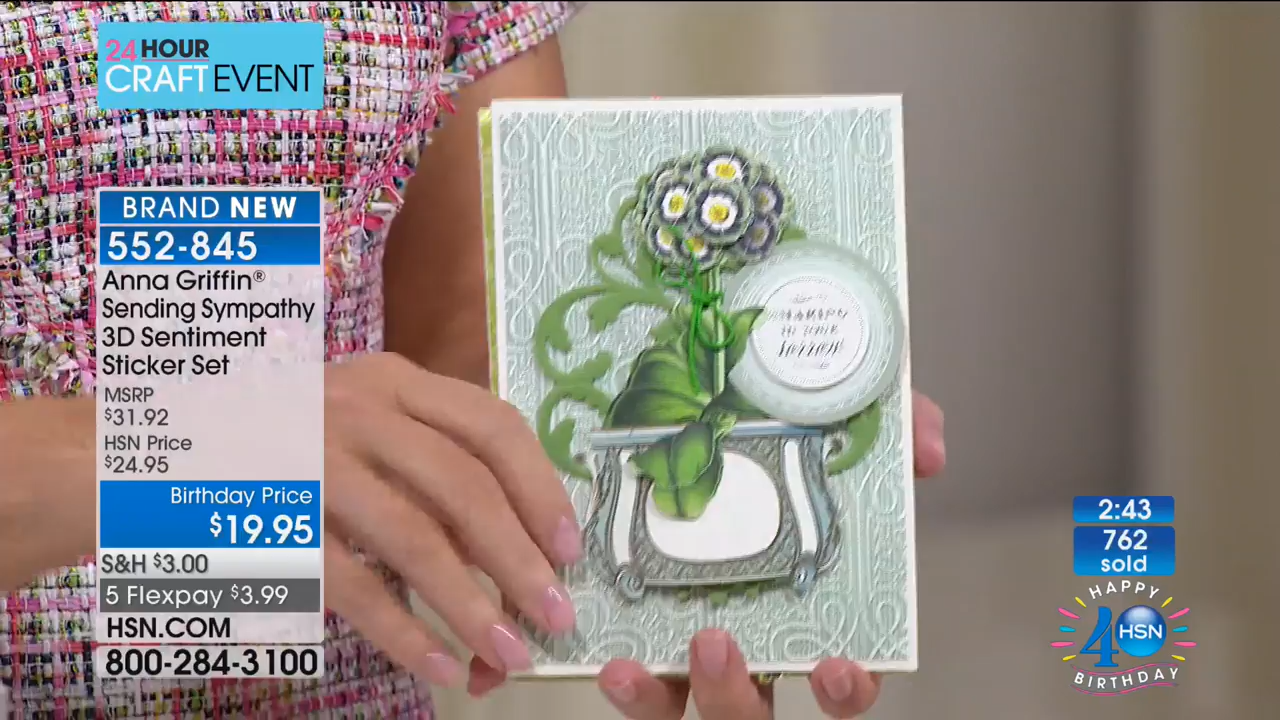 24 HOUR
CRAFT EVENT
BRAND NEW
552-845
Anna Griffin®
Sending Sympathy
3D Sentiment
Sticker Set
MSRP
$31.92
HSN Price
$24.95
Birthday Price
$19.95
S&H $3.00
5 Flexpay $3.99
HSN.COM
800-284-3100
IN YOUR
2:43
762
sold
HAPPY
40
HSN
BIRTHDAY